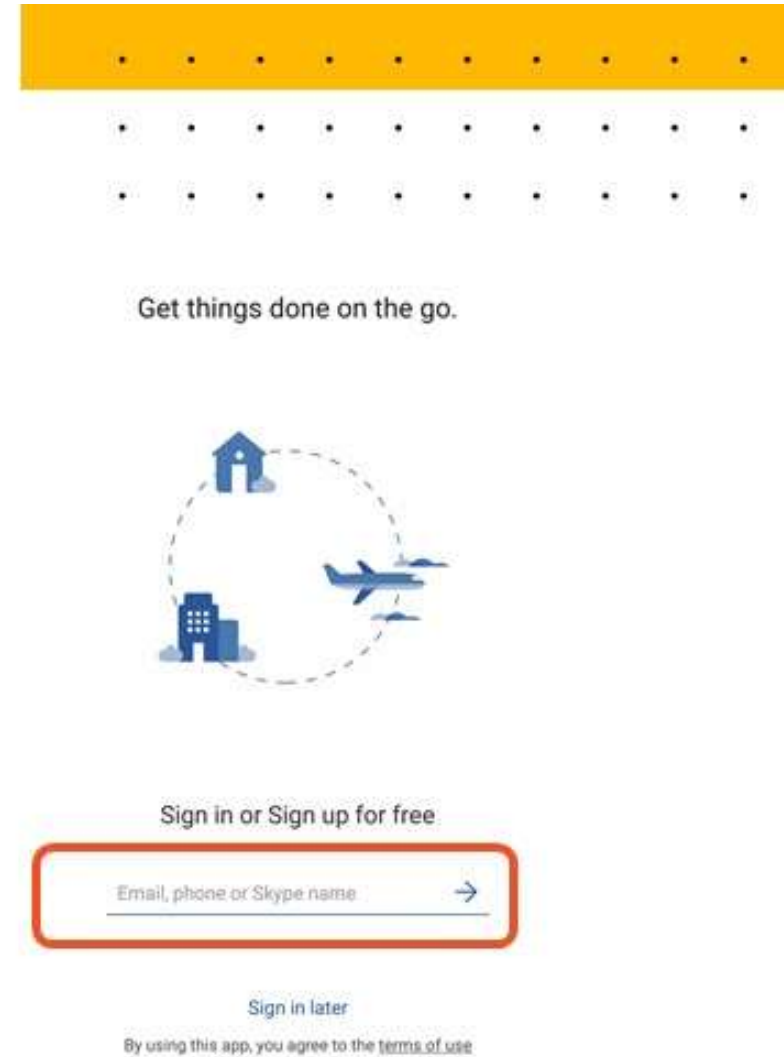 Get things done on the go.
Sign in or Sign up for free
Email, phone or Skype name
Sign in later
By using this app, you agree to the terms of use